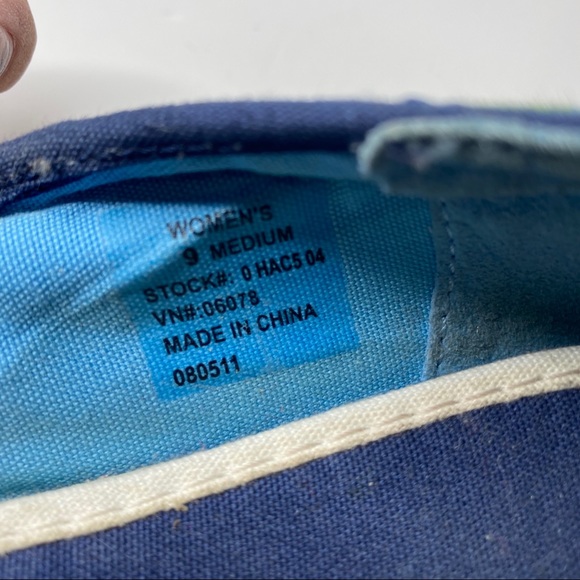 WOMEN'S
9 MEDIUM
STOCK#: 0 HAC5 04
VN#:06078
MADE IN CHINA
080511